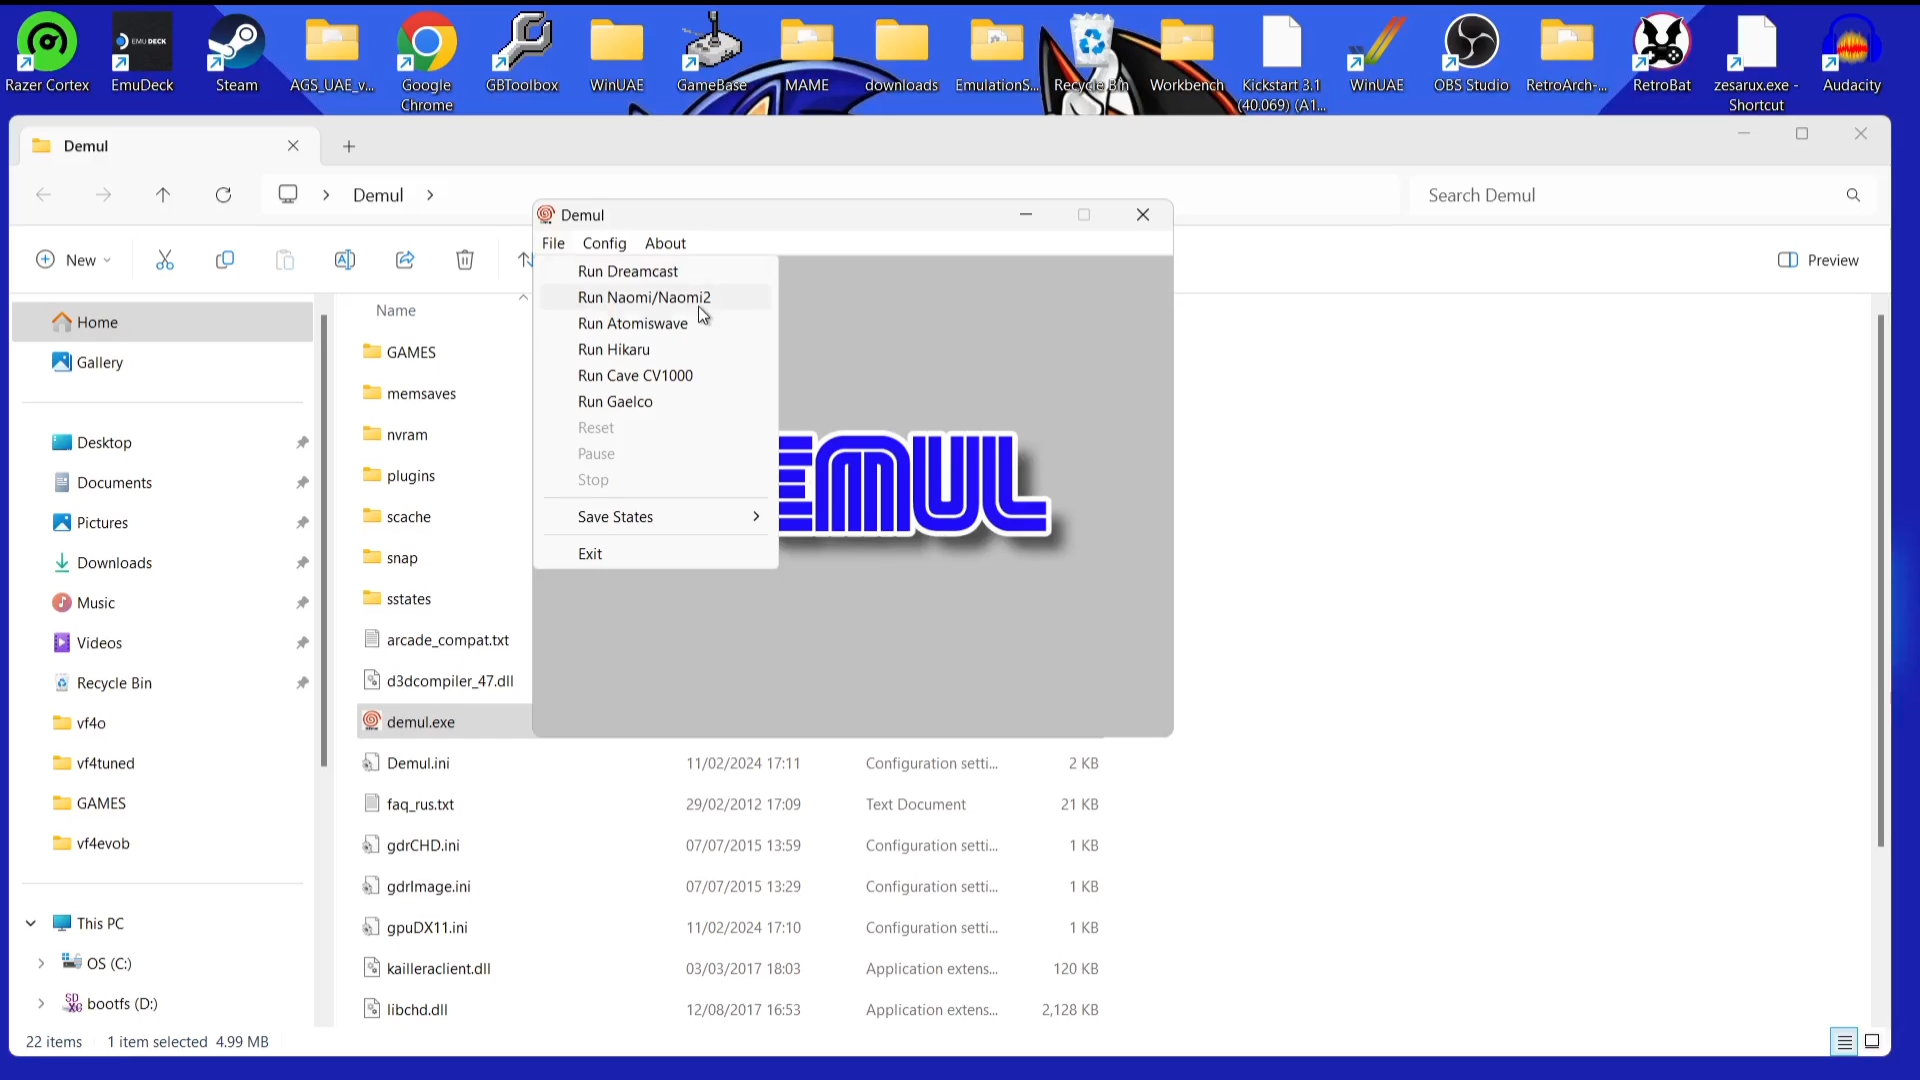 Razer Cortex
EmuDeck
Steam
AGS_UAE_v...
Google
Chrome
GBToolbox
WinUAE
GameBase
MAME
downloads
EmulationS...
Recycle Bin
Workbench
Kickstart 3.1
(40.069) (A1...
WinUAE
OBS Studio
RetroArch-...
RetroBat
zesarux.exe -
Shortcut
Audacity
EMU DECK
Demul
Demul
Search Demul
New
Preview
Home
Gallery
Desktop
Documents
Pictures
Downloads
Music
Videos
Recycle Bin
vf4o
vf4tuned
GAMES
vf4evob
This PC
OS (C:)
bootfs (D:)
Name
GAMES
memsaves
nvram
plugins
scache
snap
sstates
arcade_compat.txt
d3dcompiler_47.dll
demul.exe
Demul.ini 11/02/2024 17:11 Configuration setti... 2 KB
faq_rus.txt 29/02/2012 17:09 Text Document 21 KB
gdrCHD.ini 07/07/2015 13:59 Configuration setti... 1 KB
gdrImage.ini 07/07/2015 13:29 Configuration setti... 1 KB
gpuDX11.ini 11/02/2024 17:10 Configuration setti... 1 KB
kailleraclient.dll 03/03/2017 18:03 Application extens... 120 KB
libchd.dll 12/08/2017 16:53 Application extens... 2,128 KB
Demul
File Config About
Run Dreamcast
Run Naomi/Naomi2
Run Atomiswave
Run Hikaru
Run Cave CV1000
Run Gaelco
Reset
Pause
Stop
Save States
Exit
EMUL
22 items 1 item selected 4.99 MB